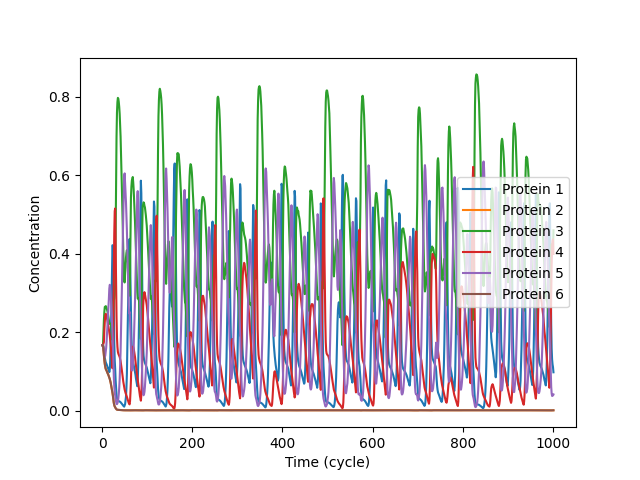 Concentration
0.8
0.6
0.4
0.2
0.0
Protein 1
Protein 2
Protein 3
Protein 4
Protein 5
Protein 6
0 200 400 600 800 1000
Time (cycle)